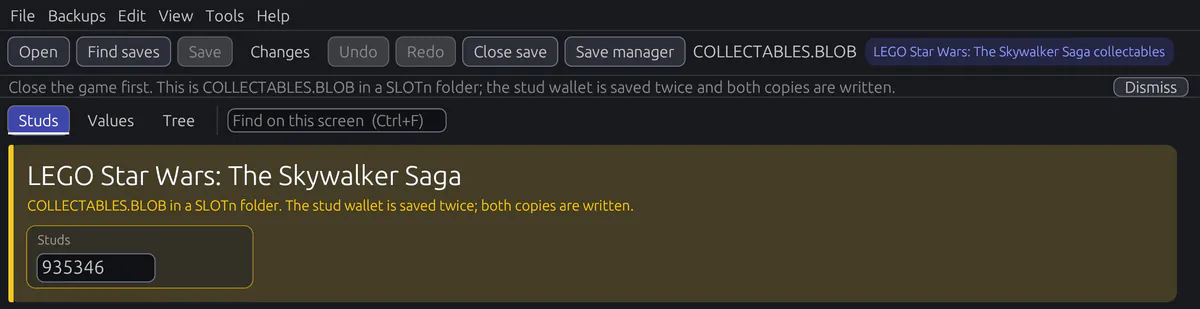 File Backups Edit View Tools Help
Open Find saves Save Changes Undo Redo Close save Save manager COLLECTABLES.BLOB LEGO Star Wars: The Skywalker Saga collectables
Close the game first. This is COLLECTABLES.BLOB in a SLOTn folder; the stud wallet is saved twice and both copies are written. Dismiss
Studs Values Tree Find on this screen (Ctrl+F)
LEGO Star Wars: The Skywalker Saga
COLLECTABLES.BLOB in a SLOTn folder. The stud wallet is saved twice; both copies are written.
Studs
935346